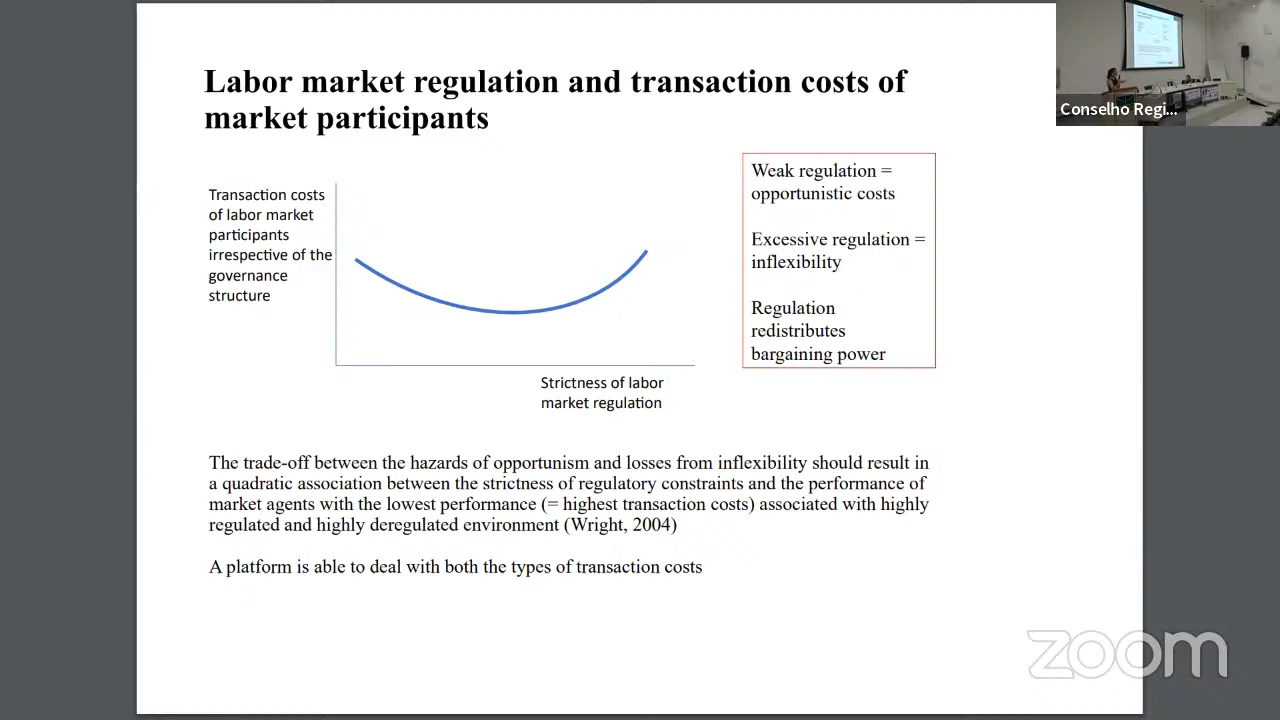 Labor market regulation and transaction costs of
market participants
Conselho Regi...
Transaction costs
of labor market
participants
irrespective of the
governance
structure
Weak regulation =
opportunistic costs
Excessive regulation =
inflexibility
Regulation
redistributes
bargaining power
Strictness of labor
market regulation
The trade-off between the hazards of opportunism and losses from inflexibility should result in
a quadratic association between the strictness of regulatory constraints and the performance of
market agents with the lowest performance (= highest transaction costs) associated with highly
regulated and highly deregulated environment (Wright, 2004)
A platform is able to deal with both the types of transaction costs
zoom